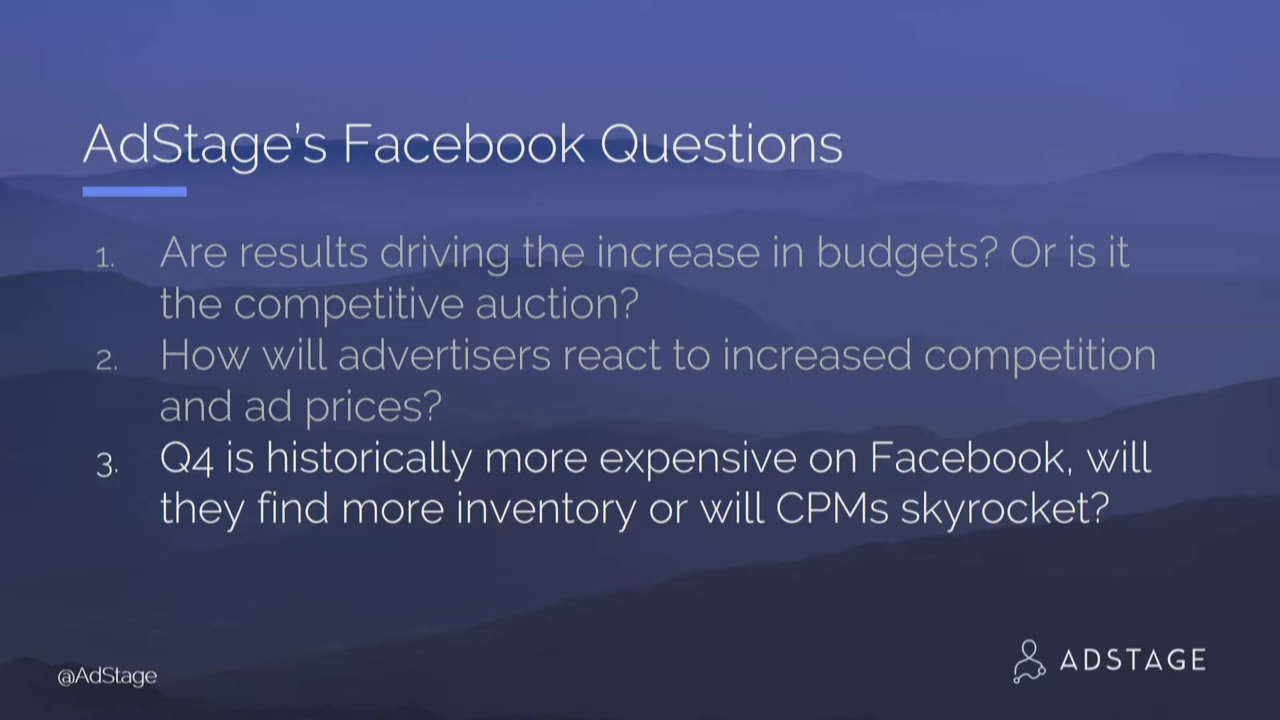 AdStage’s Facebook Questions
1. Are results driving the increase in budgets? Or is it
the competitive auction?
2. How will advertisers react to increased competition
and ad prices?
3. Q4 is historically more expensive on Facebook, will
they find more inventory or will CPMs skyrocket?
@AdStage
ADSTAGE